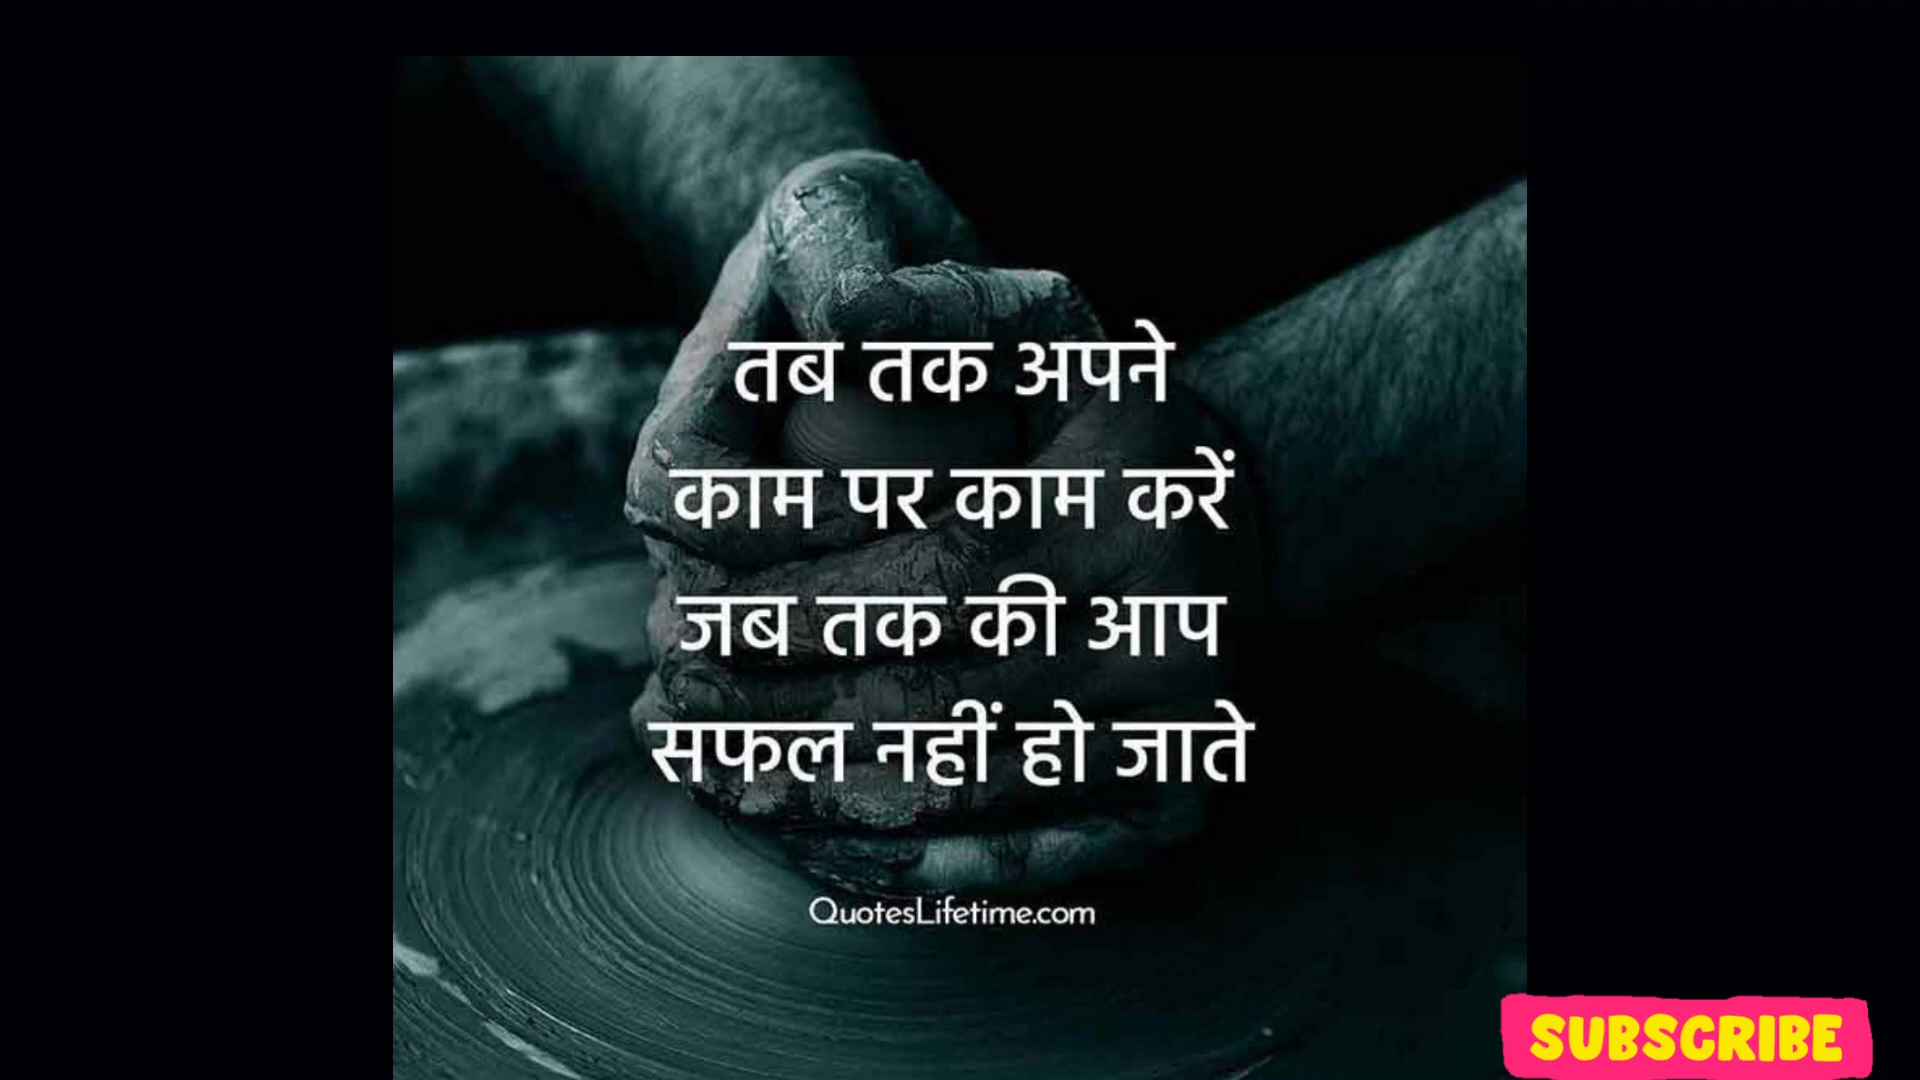 तब तक अपने
काम पर काम करें
जब तक की आप
सफल नहीं हो जाते
QuotesLifetime.com
SUBSCRIBE